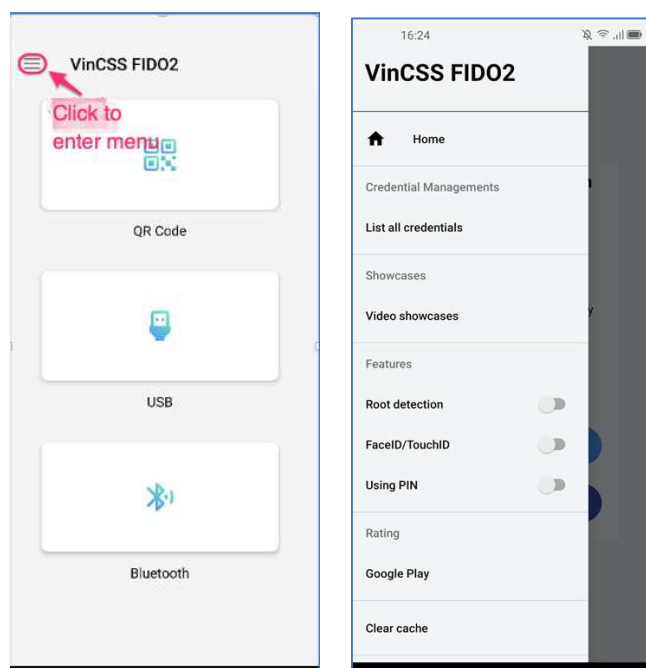 VinCSS FIDO2
Click to
enter menu
QR Code
USB
Bluetooth
16:24
VinCSS FIDO2
Home
Credential Managements
List all credentials
Showcases
Video showcases
Features
Root detection
FaceID/TouchID
Using PIN
Rating
Google Play
Clear cache